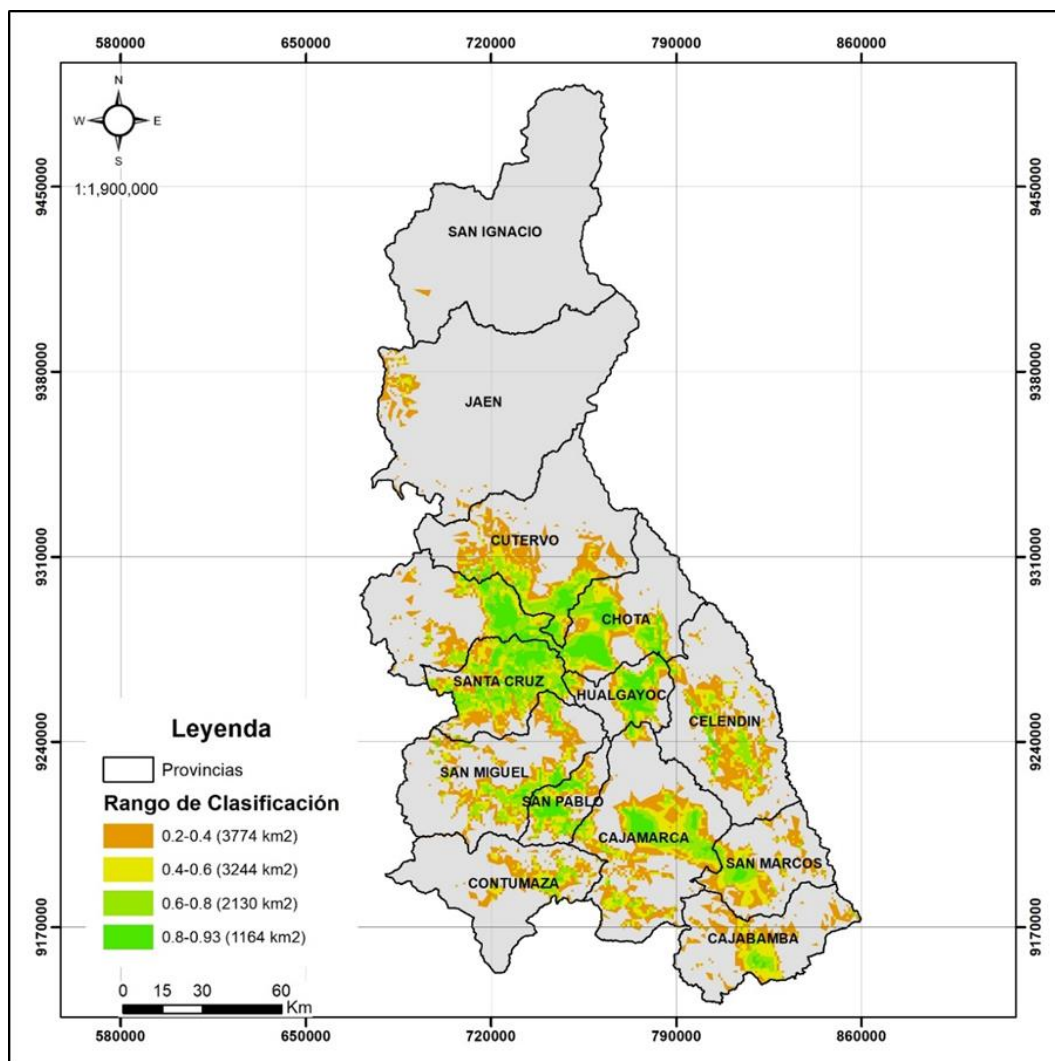 580000 650000 720000 790000 860000
N
W E
S
1:1,900,000
9450000 9450000
SAN IGNACIO
9380000 9380000
JAEN
9310000 9310000
CUTERVO
CHOTA
SANTA CRUZ
HUALGAYOC
CELENDIN
9240000 9240000
SAN MIGUEL
SAN PABLO
CAJAMARCA
SAN MARCOS
CONTUMAZA
9170000 9170000
CAJABAMBA
Leyenda
Provincias
Rango de Clasificación
0.2-0.4 (3774 km2)
0.4-0.6 (3244 km2)
0.6-0.8 (2130 km2)
0.8-0.93 (1164 km2)
0 15 30 60
Km
580000 650000 720000 790000 860000